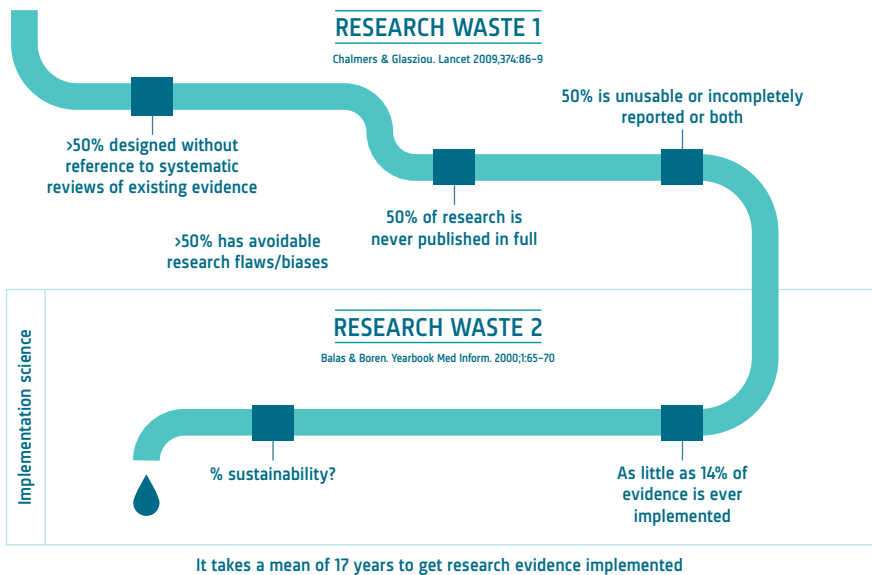 RESEARCH WASTE 1
Chalmers & Glasziou. Lancet 2009,374:86–9
>50% designed without
reference to systematic
reviews of existing evidence
50% is unusable or incompletely
reported or both
50% of research is
never published in full
>50% has avoidable
research flaws/biases
Implementation science
RESEARCH WASTE 2
Balas & Boren. Yearbook Med Inform. 2000;1:65–70
% sustainability?
As little as 14% of
evidence is ever
implemented
It takes a mean of 17 years to get research evidence implemented